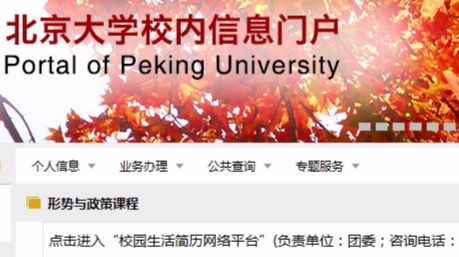 北京大学校内信息门户
Portal of Peking University
个人信息 业务办理 公共查询 专题服务
形势与政策课程
点击进入“校园生活简历网络平台”(负责单位：团委；咨询电话：